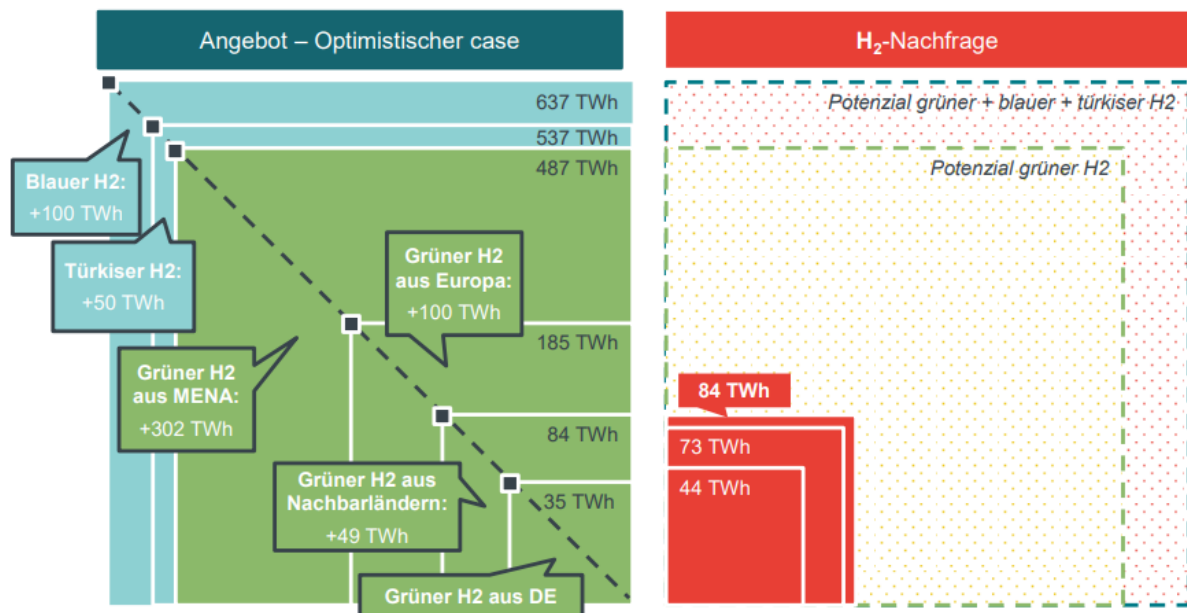 Angebot – Optimistischer case
637 TWh
537 TWh
487 TWh
Blauer H2:
+100 TWh
Türkiser H2:
+50 TWh
Grüner H2
aus Europa:
+100 TWh
185 TWh
Grüner H2
aus MENA:
+302 TWh
84 TWh
Grüner H2 aus
Nachbarländern:
+49 TWh
35 TWh
Grüner H2 aus DE
H₂-Nachfrage
Potenzial grüner + blauer + türkiser H2
Potenzial grüner H2
84 TWh
73 TWh
44 TWh